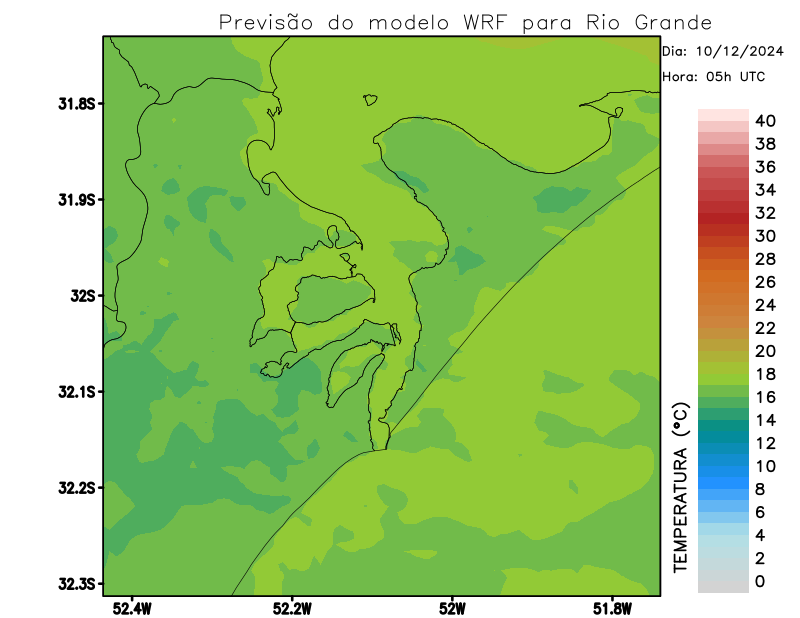 Previsão do modelo WRF para Rio Grande
Dia: 10/12/2024
Hora: 05h UTC
31.8S
31.9S
32S
32.1S
32.2S
32.3S
52.4W
52.2W
52W
51.8W
40
38
36
34
32
30
28
26
24
22
20
18
16
14
12
10
8
6
4
2
0
TEMPERATURA (°C)